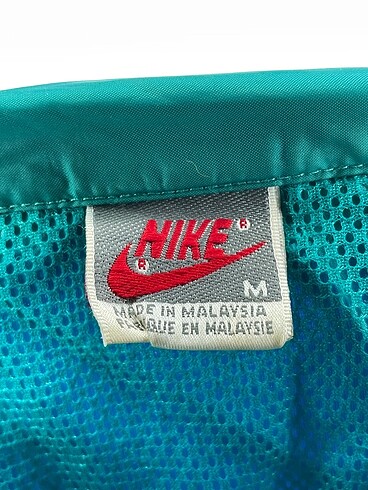 NIKE®
®
M
MADE IN MALAYSIA
FABRIQUE EN MALAYSIE